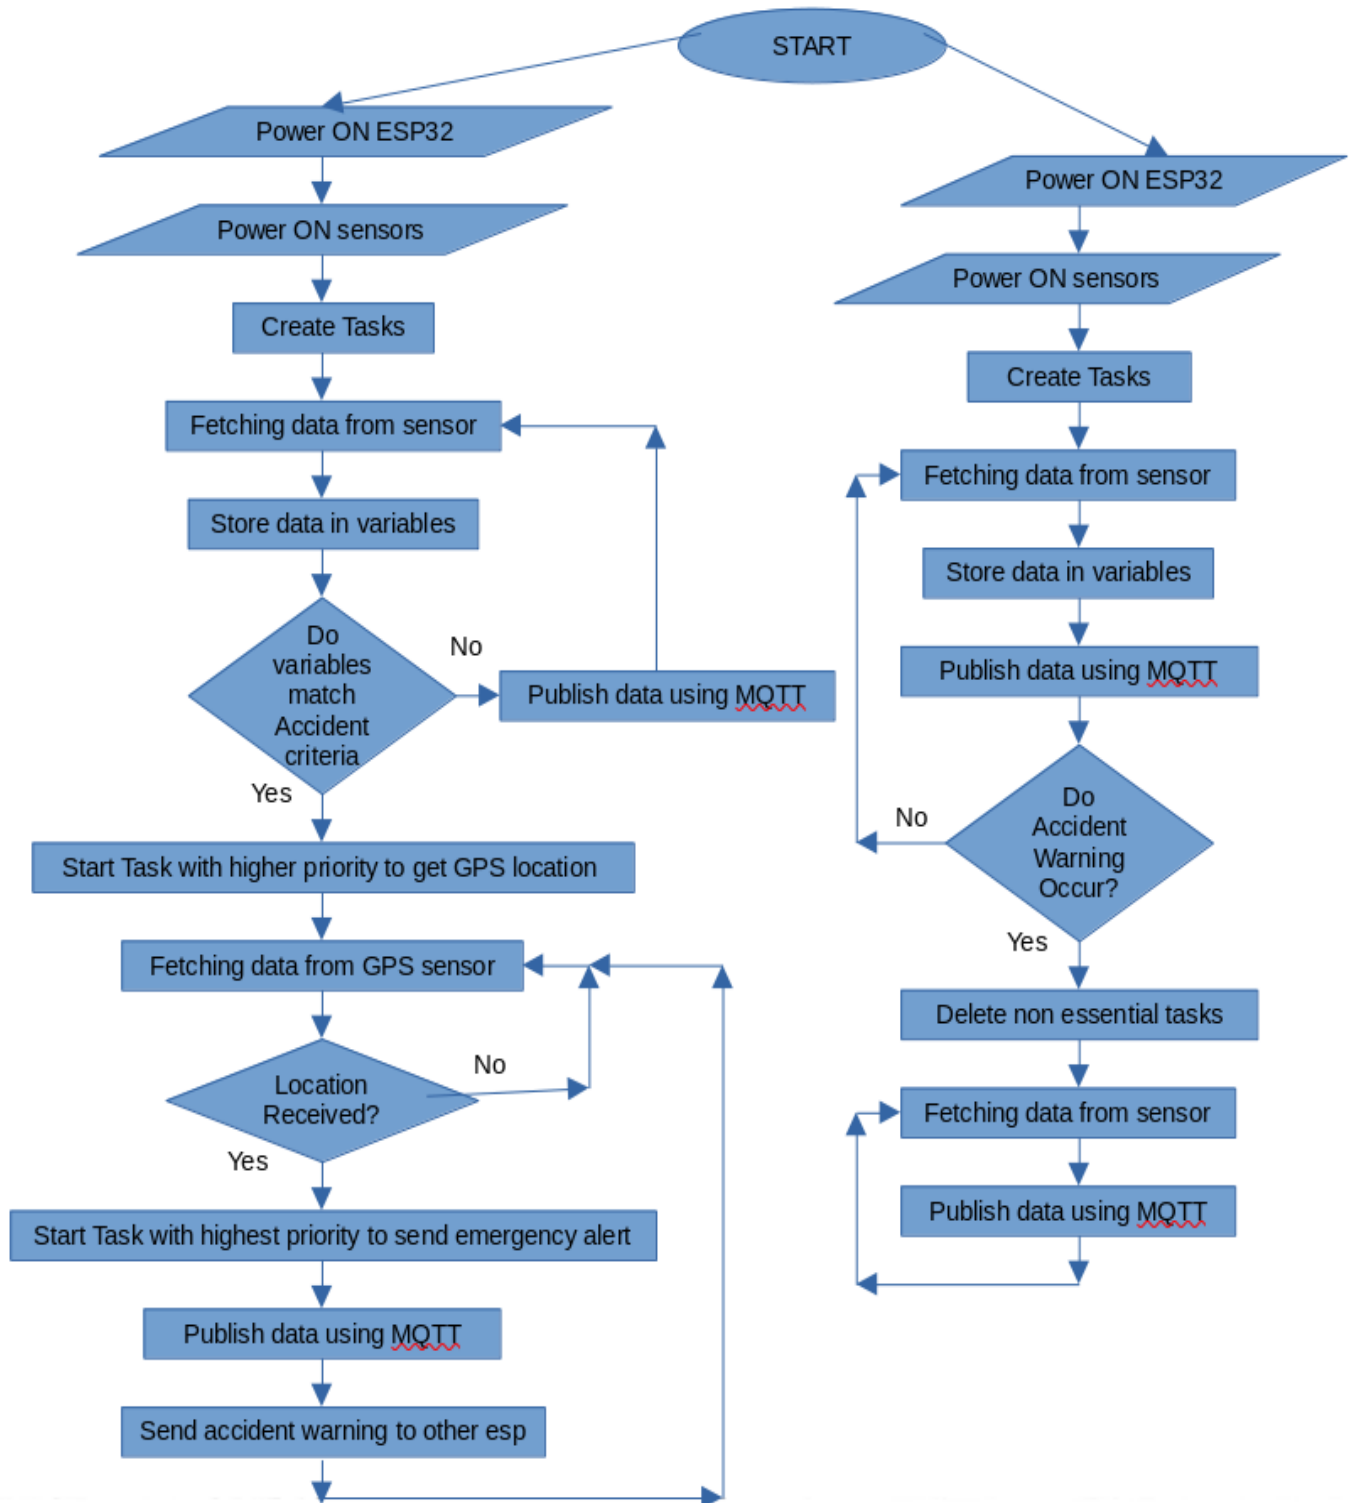 START
Power ON ESP32
Power ON sensors
Create Tasks
Fetching data from sensor
Store data in variables
Do
variables
match
Accident
criteria
No
Publish data using MQTT
Yes
Start Task with higher priority to get GPS location
Fetching data from GPS sensor
Location
Received?
No
Yes
Start Task with highest priority to send emergency alert
Publish data using MQTT
Send accident warning to other esp
Power ON ESP32
Power ON sensors
Create Tasks
Fetching data from sensor
Store data in variables
Publish data using MQTT
Do
Accident
Warning
Occur?
No
Yes
Delete non essential tasks
Fetching data from sensor
Publish data using MQTT